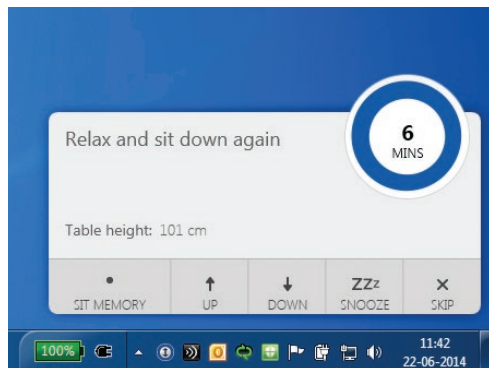 Relax and sit down again
6
MINS
Table height: 101 cm
SIT MEMORY
UP
DOWN
ZZz
SNOOZE
SKIP
100%
11:42
22-06-2014